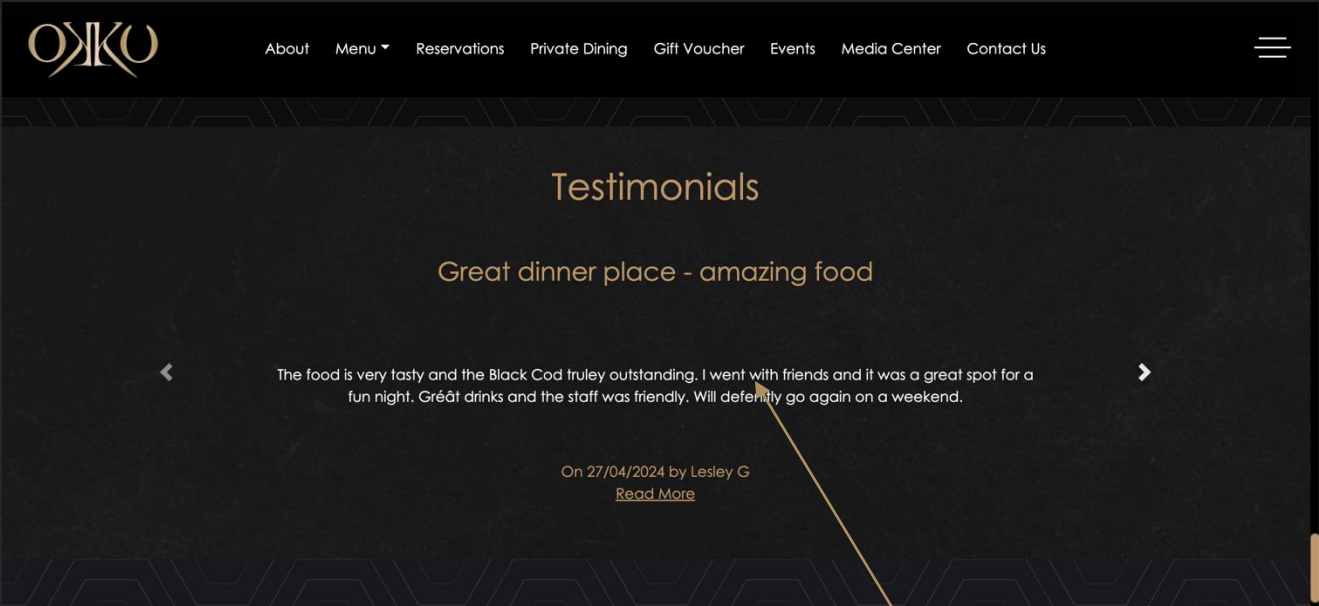 OKKU
About Menu Reservations Private Dining Gift Voucher Events Media Center Contact Us
Testimonials
Great dinner place - amazing food
The food is very tasty and the Black Cod truley outstanding. I went with friends and it was a great spot for a
fun night. Gréât drinks and the staff was friendly. Will defenitly go again on a weekend.
On 27/04/2024 by Lesley G
Read More